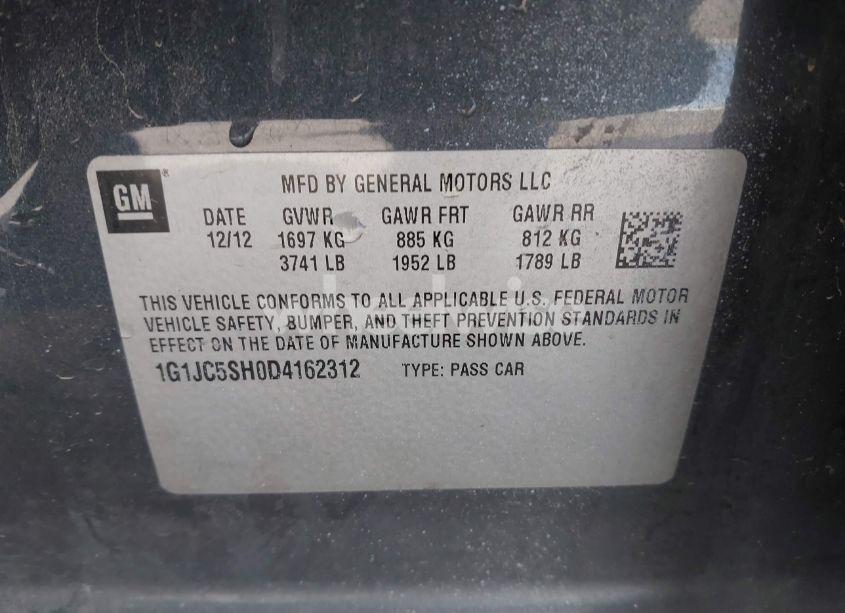 GM®
MFD BY GENERAL MOTORS LLC
DATE GVWR GAWR FRT GAWR RR
12/12 1697 KG 885 KG 812 KG
3741 LB 1952 LB 1789 LB
THIS VEHICLE CONFORMS TO ALL APPLICABLE U.S. FEDERAL MOTOR
VEHICLE SAFETY, BUMPER, AND THEFT PREVENTION STANDARDS IN
EFFECT ON THE DATE OF MANUFACTURE SHOWN ABOVE.
1G1JC5SH0D4162312 TYPE: PASS CAR